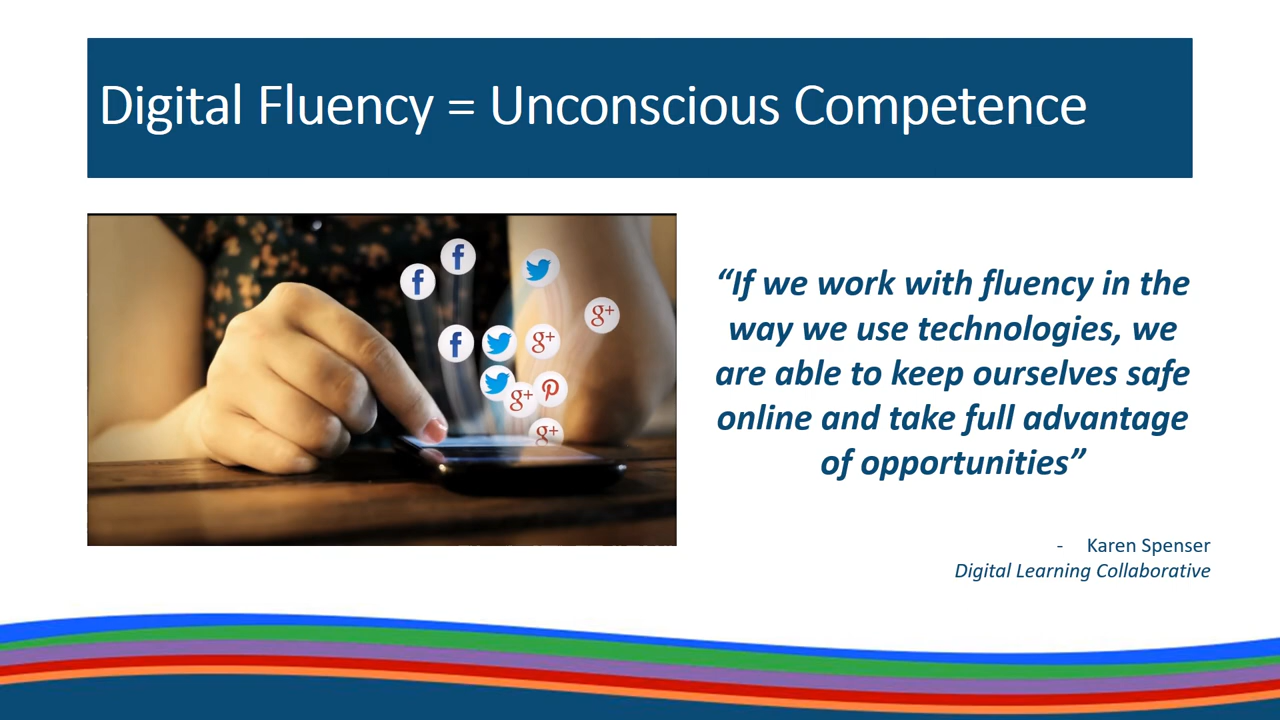 Digital Fluency = Unconscious Competence
f
f
g+
f
g+
g+
g+
“If we work with fluency in the
way we use technologies, we
are able to keep ourselves safe
online and take full advantage
of opportunities”
- Karen Spenser
Digital Learning Collaborative